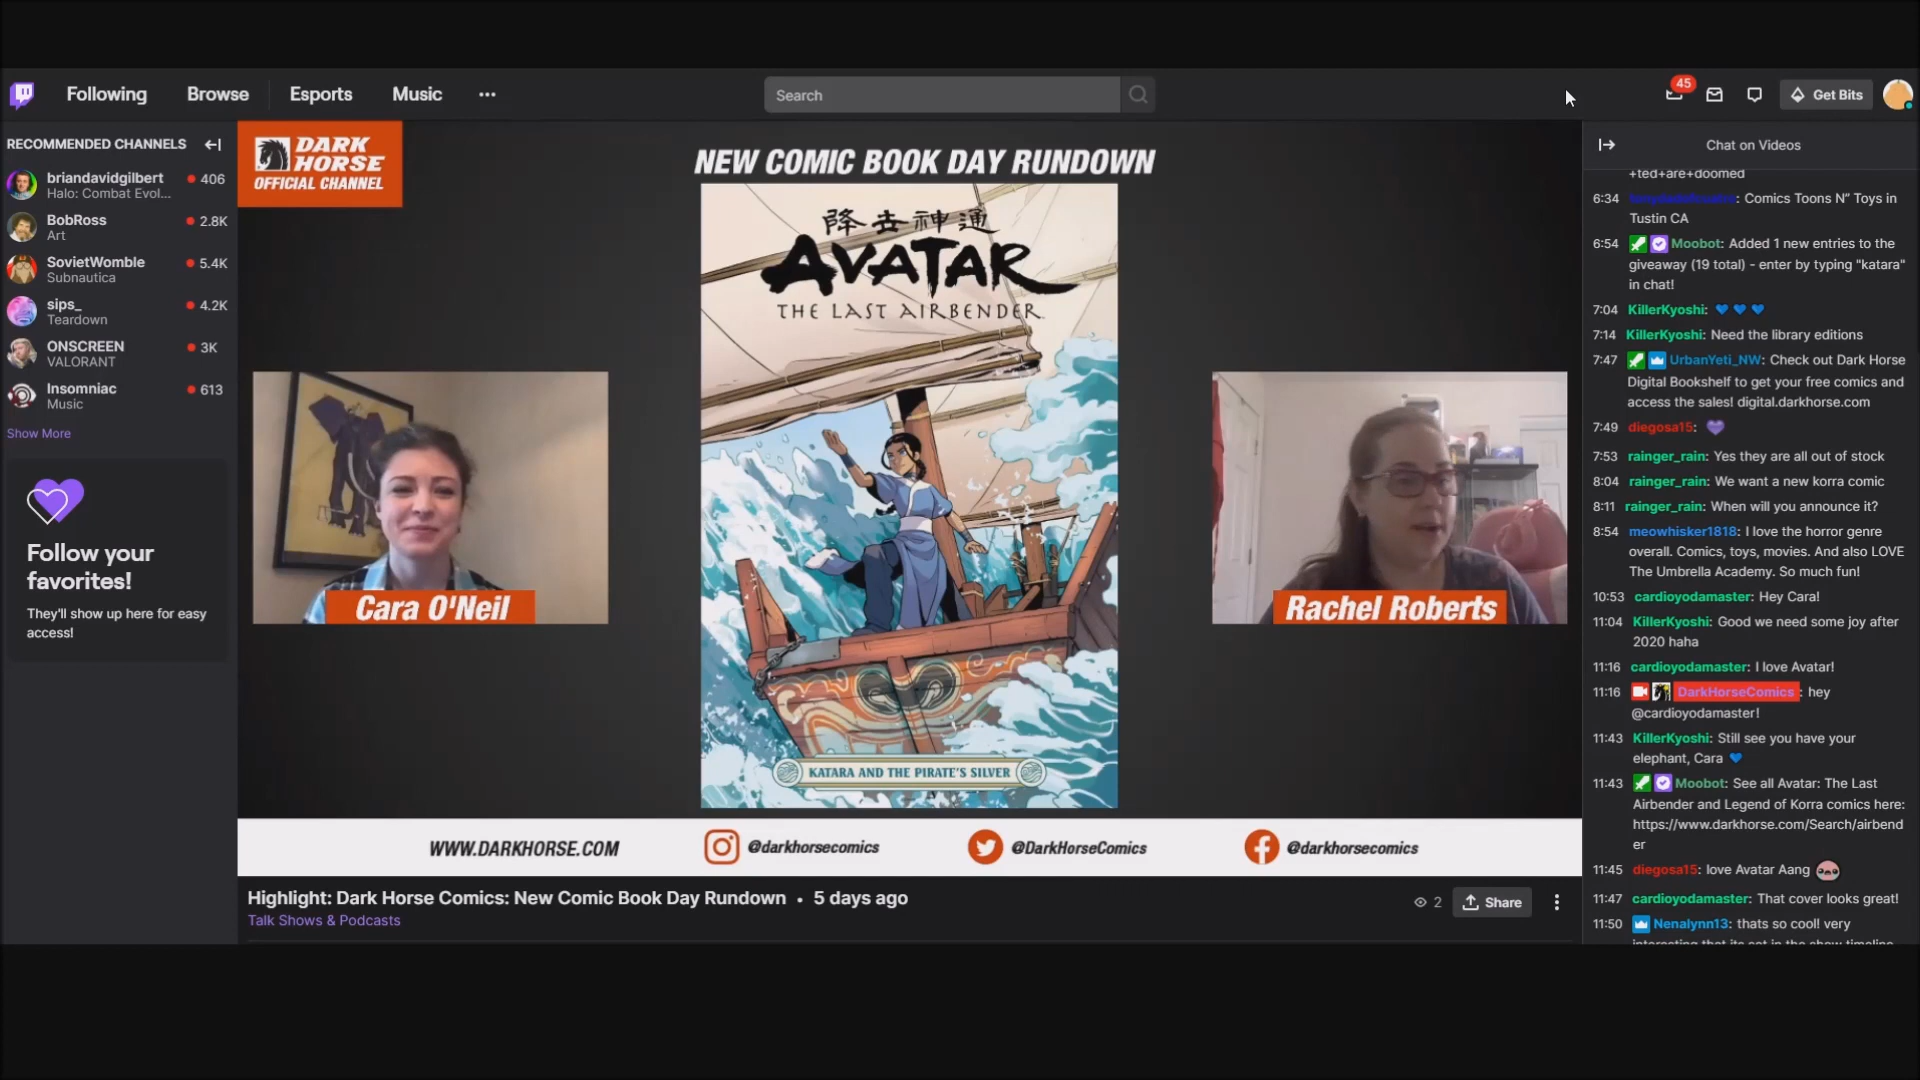 Following
Browse
Esports
Music
Search
45
Get Bits
RECOMMENDED CHANNELS
briandavidgilbert
406
Halo: Combat Evol...
BobRoss
2.8K
Art
SovietWomble
5.4K
Subnautica
sips_
4.2K
Teardown
ONSCREEN
3K
VALORANT
Insomniac
613
Music
Show More
Follow your
favorites!
They'll show up here for easy
access!
DARK
HORSE
OFFICIAL CHANNEL
NEW COMIC BOOK DAY RUNDOWN
降去神通
AVATAR
THE LAST AIRBENDER
KATARA AND THE PIRATE'S SILVER
Cara O'Neil
Rachel Roberts
WWW.DARKHORSE.COM
@darkhorsecomics
@DarkHorseComics
@darkhorsecomics
Highlight: Dark Horse Comics: New Comic Book Day Rundown • 5 days ago
Talk Shows & Podcasts
2
Share
Chat on Videos
+ted+are+doomed
6:34 : Comics Toons N" Toys in
Tustin CA
6:54 Moobot: Added 1 new entries to the
giveaway (19 total) - enter by typing "katara"
in chat!
7:04 KillerKyoshi:
7:14 KillerKyoshi: Need the library editions
7:47 UrbanYeti_NW: Check out Dark Horse
Digital Bookshelf to get your free comics and
access the sales! digital.darkhorse.com
7:49 diegosa15:
7:53 rainger_rain: Yes they are all out of stock
8:04 rainger_rain: We want a new korra comic
8:11 rainger_rain: When will you announce it?
8:54 meowhisker1818: I love the horror genre
overall. Comics, toys, movies. And also LOVE
The Umbrella Academy. So much fun!
10:53 cardioyodamaster: Hey Cara!
11:04 KillerKyoshi: Good we need some joy after
2020 haha
11:16 cardioyodamaster: I love Avatar!
11:16 DarkHorseComics: hey
@cardioyodamaster!
11:43 KillerKyoshi: Still see you have your
elephant, Cara
11:43 Moobot: See all Avatar: The Last
Airbender and Legend of Korra comics here:
https://www.darkhorse.com/Search/airbend
er
11:45 diegosa15: love Avatar Aang
11:47 cardioyodamaster: That cover looks great!
11:50 Nenalynn13: thats so cool! very
interesting that its set in the show timeline